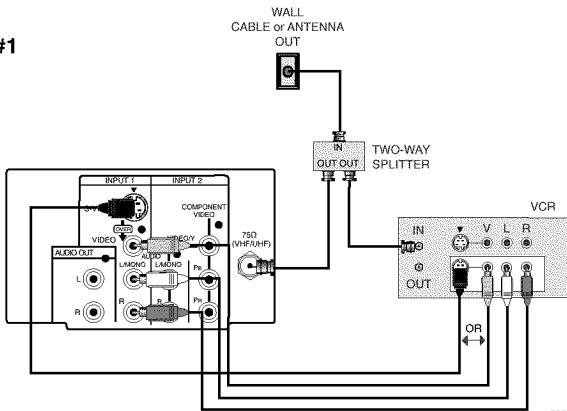 WALL
CABLE or ANTENNA
OUT
#1
IN
OUT OUT
TWO-WAY
SPLITTER
INPUT 1
INPUT 2
OVER
COMPONENT
VIDEO
VIDEO
VIDEO/Y
75Ω
(VHF/UHF)
AUDIO OUT
AUDIO
L/MONO
L/MONO
PB
L
R
R
R
PR
VCR
IN
V L R
OUT
OR